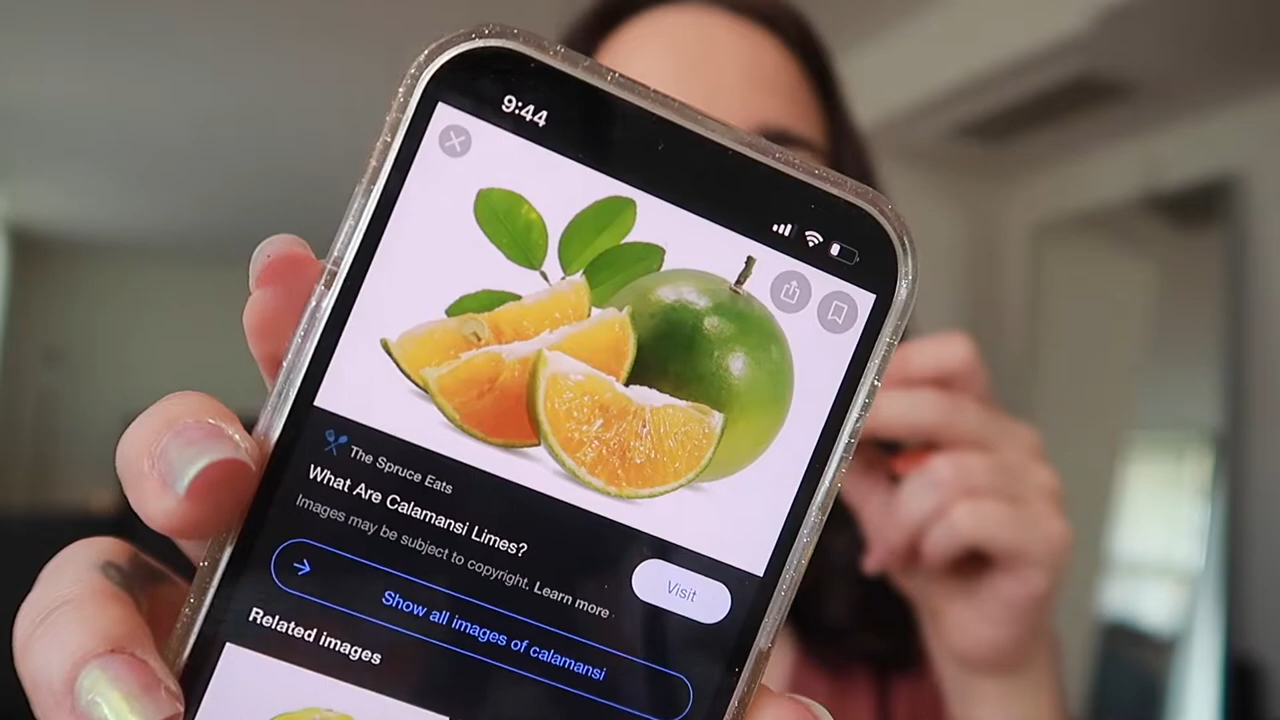 9:44
The Spruce Eats
What Are Calamansi Limes?
Images may be subject to copyright. Learn more
Visit
Show all images of calamansi
Related images